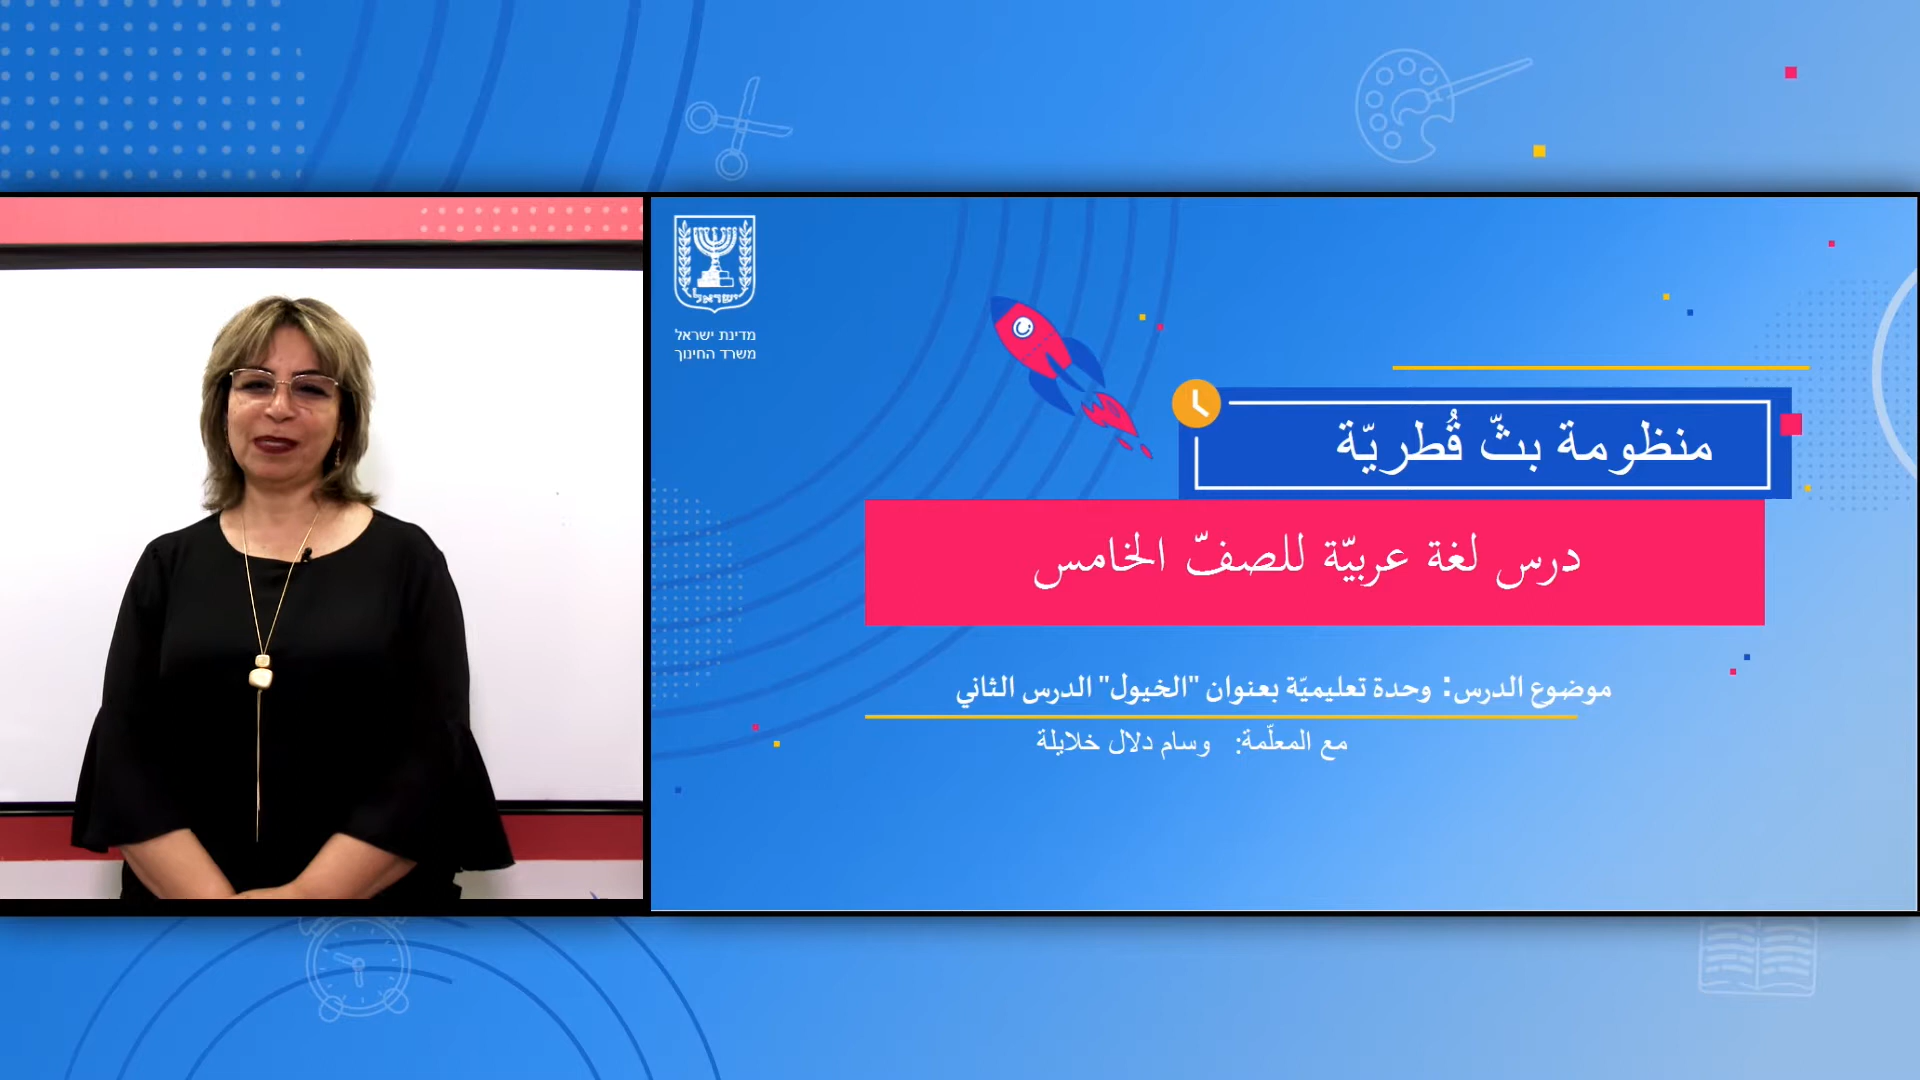 ישראל
מדינת ישראל
משרד החינוך
منظومة بثّ قُطريّة
درس لغة عربيّة للصفّ الخامس
موضوع الدرس: وحدة تعليميّة بعنوان "الخيول" الدرس الثاني
مع المعلّمة: وسام دلال خلايلة